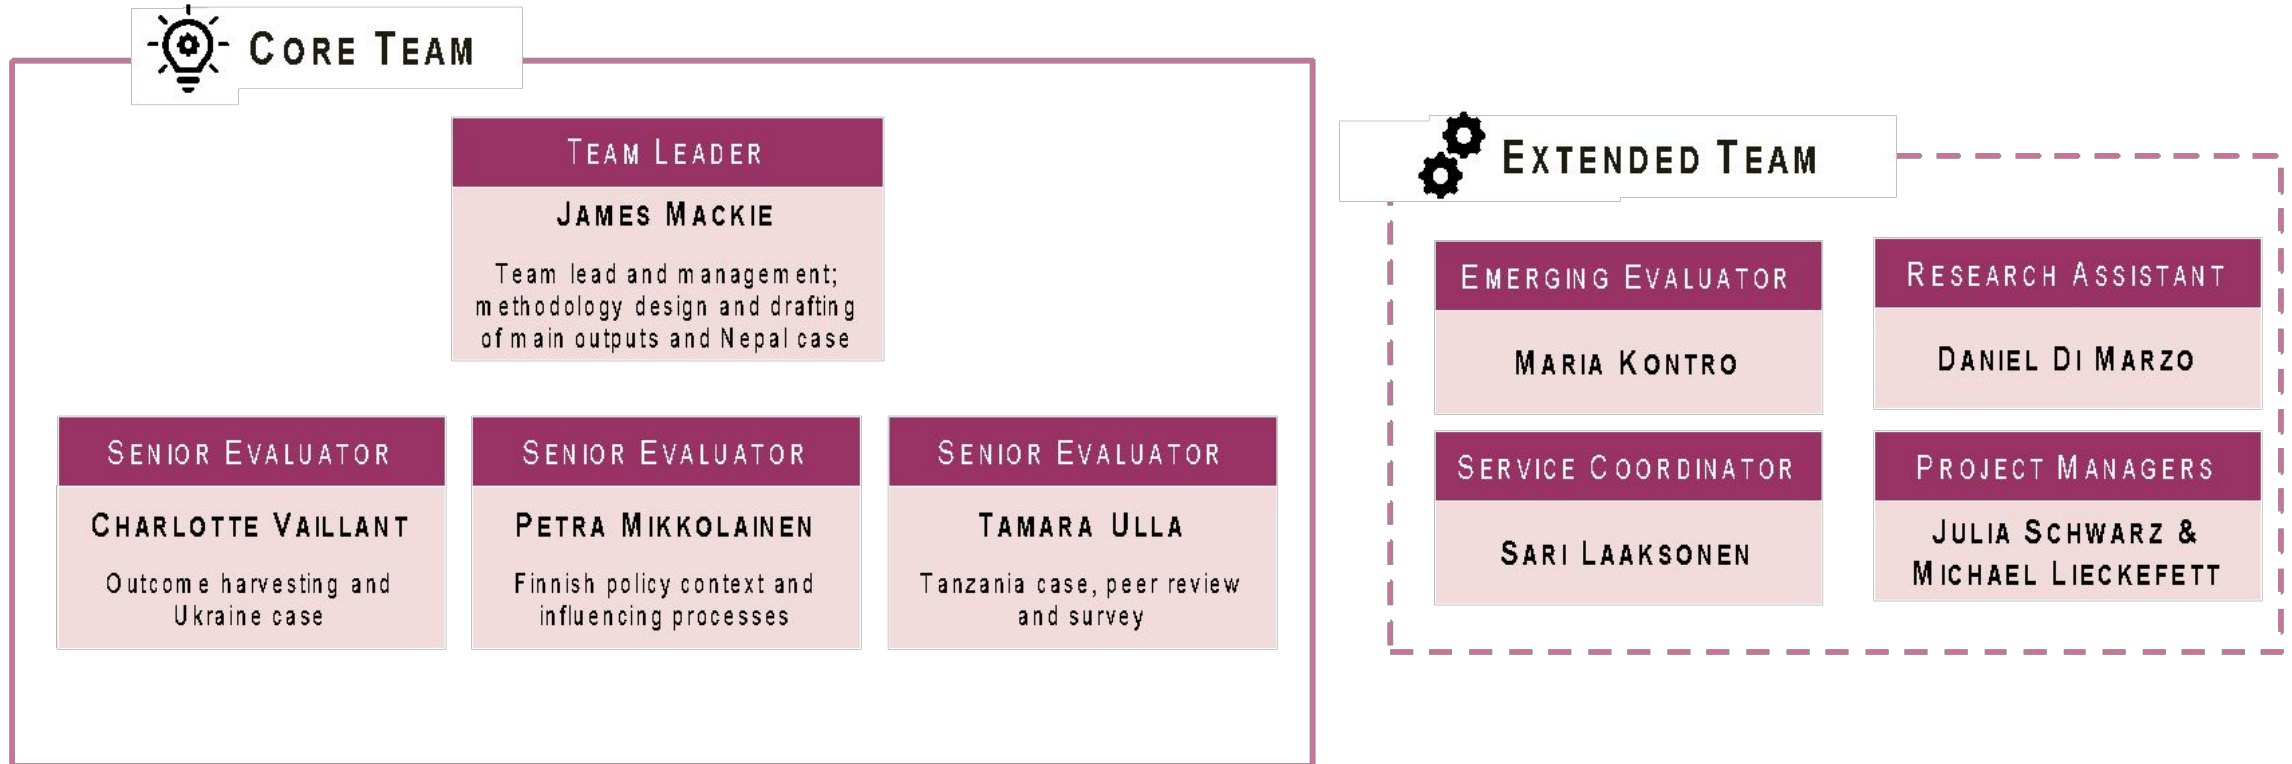 CORE TEAM
TEAM LEADER
JAMES MACKIE
Team lead and management;
methodology design and drafting
of main outputs and Nepal case
SENIOR EVALUATOR
CHARLOTTE VAILLANT
Outcome harvesting and
Ukraine case
SENIOR EVALUATOR
PETRA MIKKOLAINEN
Finnish policy context and
influencing processes
SENIOR EVALUATOR
TAMARA ULLA
Tanzania case, peer review
and survey
EXTENDED TEAM
EMERGING EVALUATOR
MARIA KONTRO
RESEARCH ASSISTANT
DANIEL DI MARZO
SERVICE COORDINATOR
SARI LAAKSONEN
PROJECT MANAGERS
JULIA SCHWARZ &
MICHAEL LIECKEFETT